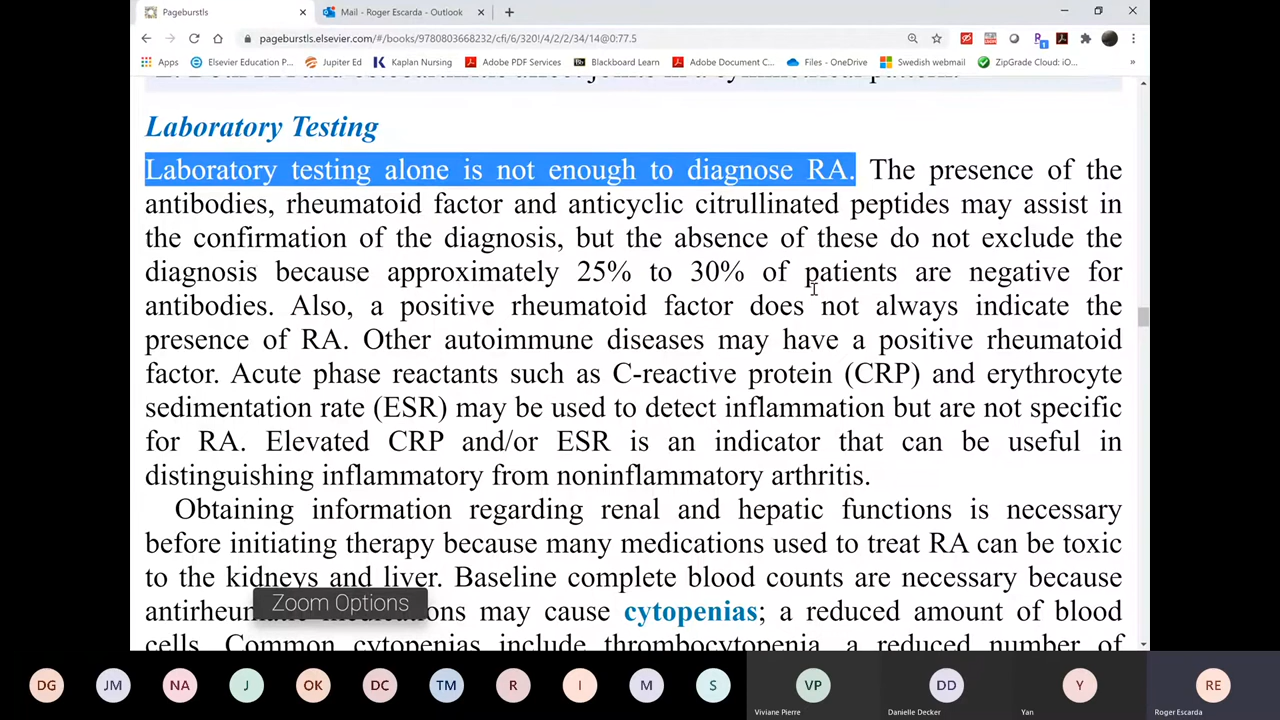 Pageburstls
Mail - Roger Escarda - Outlook
pageburstls.elsevier.com/#/books/9780803668232/cfi/6/320!/4/2/2/34/14@0:77.5
Apps
Elsevier Education P...
Jupiter Ed
Kaplan Nursing
Adobe PDF Services
Blackboard Learn
Adobe Document C...
Files - OneDrive
Swedish webmail
ZipGrade Cloud: iO...
»
Laboratory Testing
Laboratory testing alone is not enough to diagnose RA. The presence of the
antibodies, rheumatoid factor and anticyclic citrullinated peptides may assist in
the confirmation of the diagnosis, but the absence of these do not exclude the
diagnosis because approximately 25% to 30% of patients are negative for
antibodies. Also, a positive rheumatoid factor does not always indicate the
presence of RA. Other autoimmune diseases may have a positive rheumatoid
factor. Acute phase reactants such as C-reactive protein (CRP) and erythrocyte
sedimentation rate (ESR) may be used to detect inflammation but are not specific
for RA. Elevated CRP and/or ESR is an indicator that can be useful in
distinguishing inflammatory from noninflammatory arthritis.
Obtaining information regarding renal and hepatic functions is necessary
before initiating therapy because many medications used to treat RA can be toxic
to the kidneys and liver. Baseline complete blood counts are necessary because
may cause cytopenias; a reduced amount of blood
cells. Common cytopenias include thrombocytopenia, a reduced number of
Zoom Options
DG
JM
NA
J
OK
DC
TM
R
I
M
S
VP
DD
Y
RE
Viviane Pierre
Danielle Decker
Yan
Roger Escarda